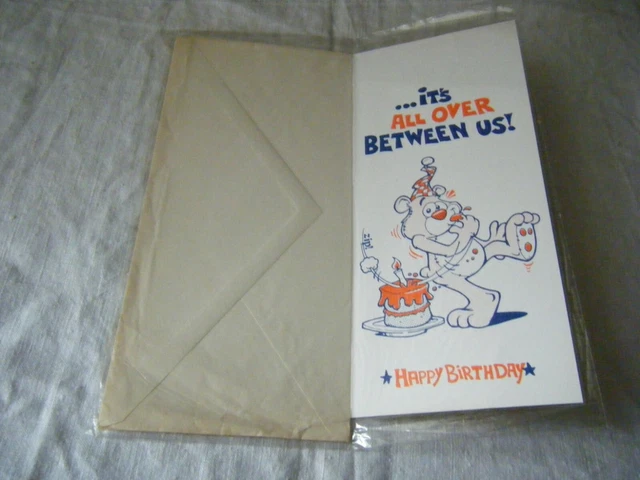 ...it's
ALL OVER
BETWEEN US!
HAPPY BiRTHDAY